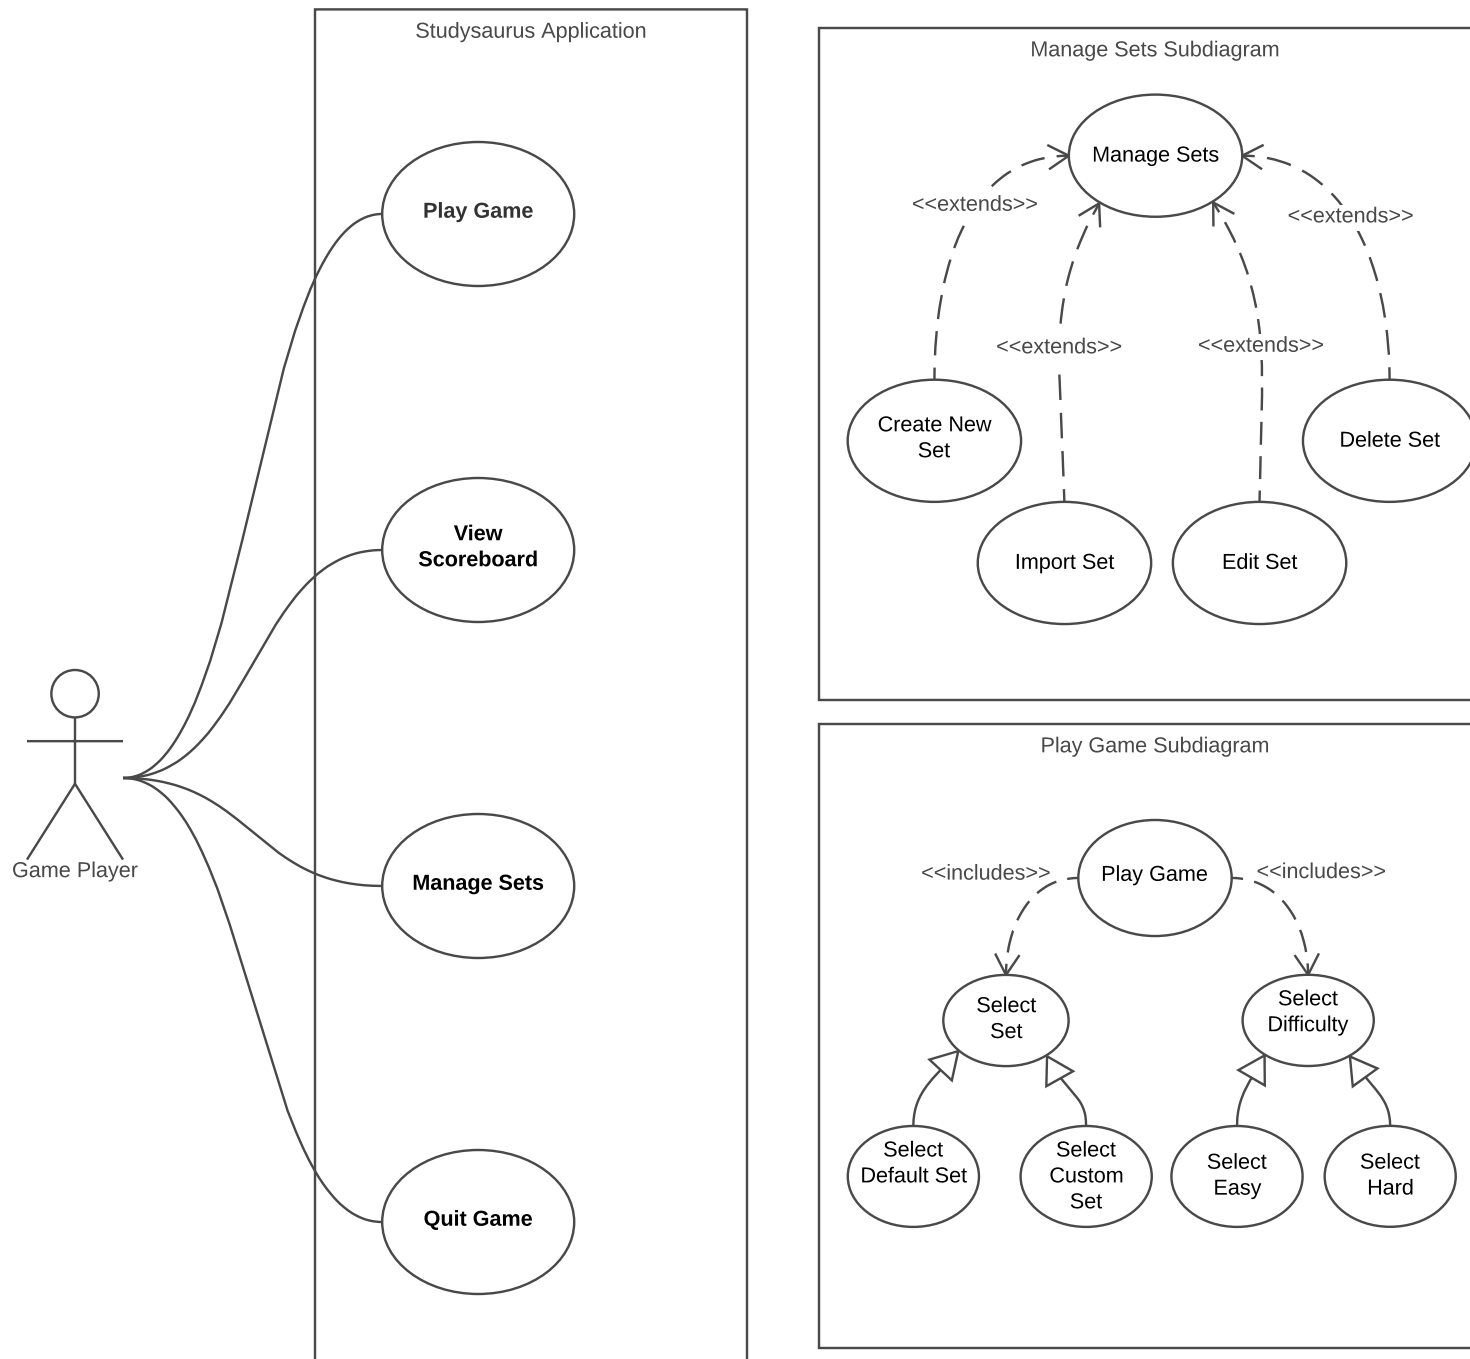 Studysaurus Application
Play Game
View
Scoreboard
Manage Sets
Quit Game
Game Player
Manage Sets Subdiagram
Manage Sets
<<extends>>
<<extends>>
<<extends>>
<<extends>>
Create New
Set
Delete Set
Import Set
Edit Set
Play Game Subdiagram
Play Game
<<includes>>
<<includes>>
Select
Set
Select
Difficulty
Select
Default Set
Select
Custom
Set
Select
Easy
Select
Hard